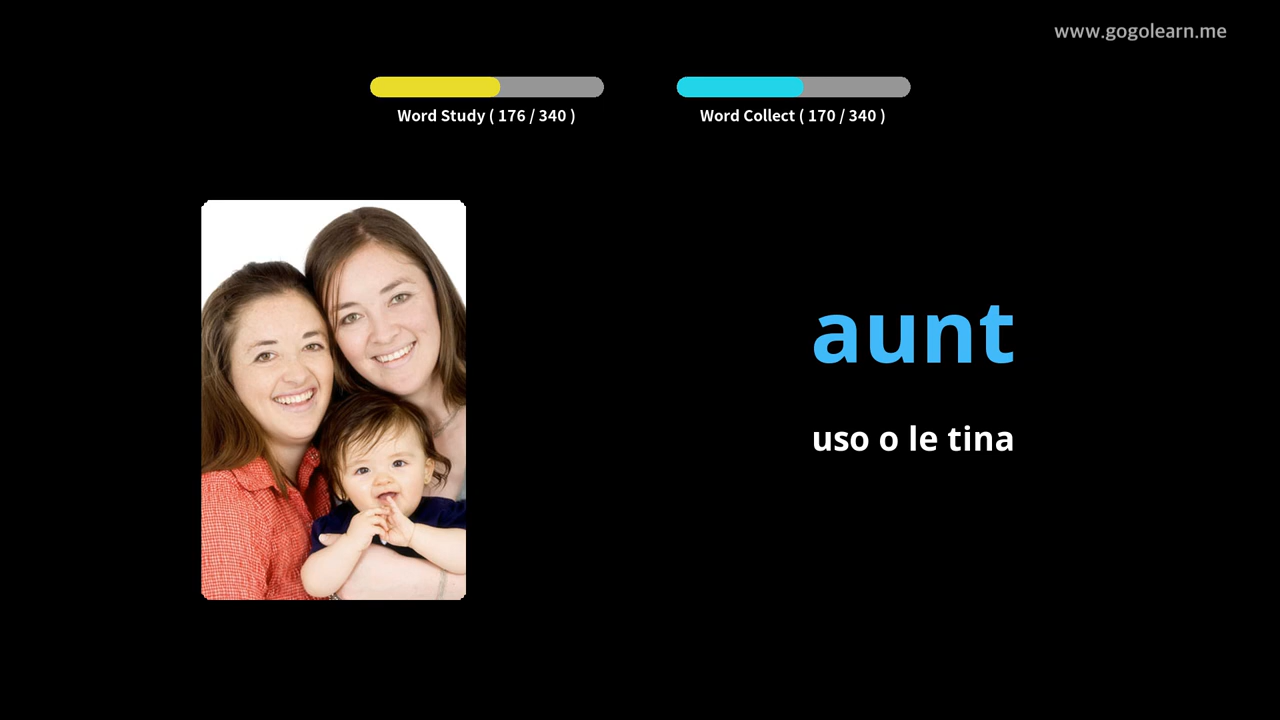 www.gogolearn.me
Word Study ( 176 / 340 )
Word Collect ( 170 / 340 )
aunt
uso o le tina